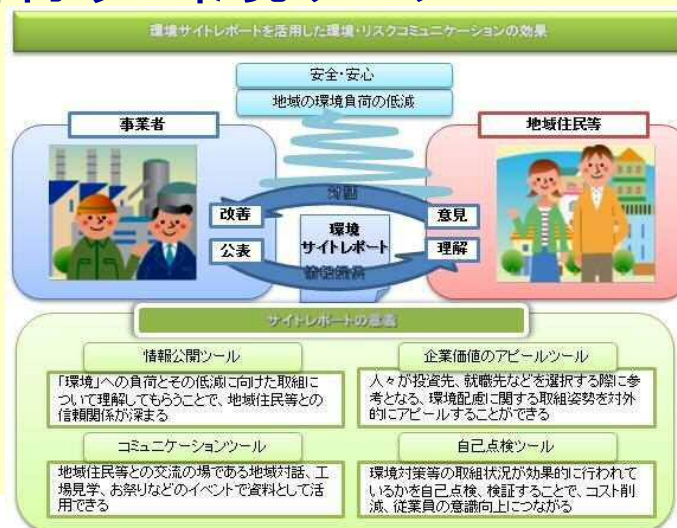 環境サイトレポートを活用した環境・リスクコミュニケーションの効果
安全・安心
地域の環境負荷の低減
事業者
地域住民等
対話
改善
意見
環境
サイトレポート
公表
理解
情報提供
サイトレポートの意義
情報公開ツール
「環境」への負荷とその低減に向けた取組に
ついて理解してもらうことで、地域住民等との
信頼関係が深まる
企業価値のアピールツール
人々が投資先、就職先などを選択する際に参
考となる、環境配慮に関する取組姿勢を対外
的にアピールすることができる
コミュニケーションツール
地域住民等との交流の場である地域対話、工
場見学、お祭りなどのイベントで資料として活
用できる
自己点検ツール
環境対策等の取組状況が効果的に行われて
いるかを自己点検、検証することで、コスト削
減、従業員の意識向上につながる